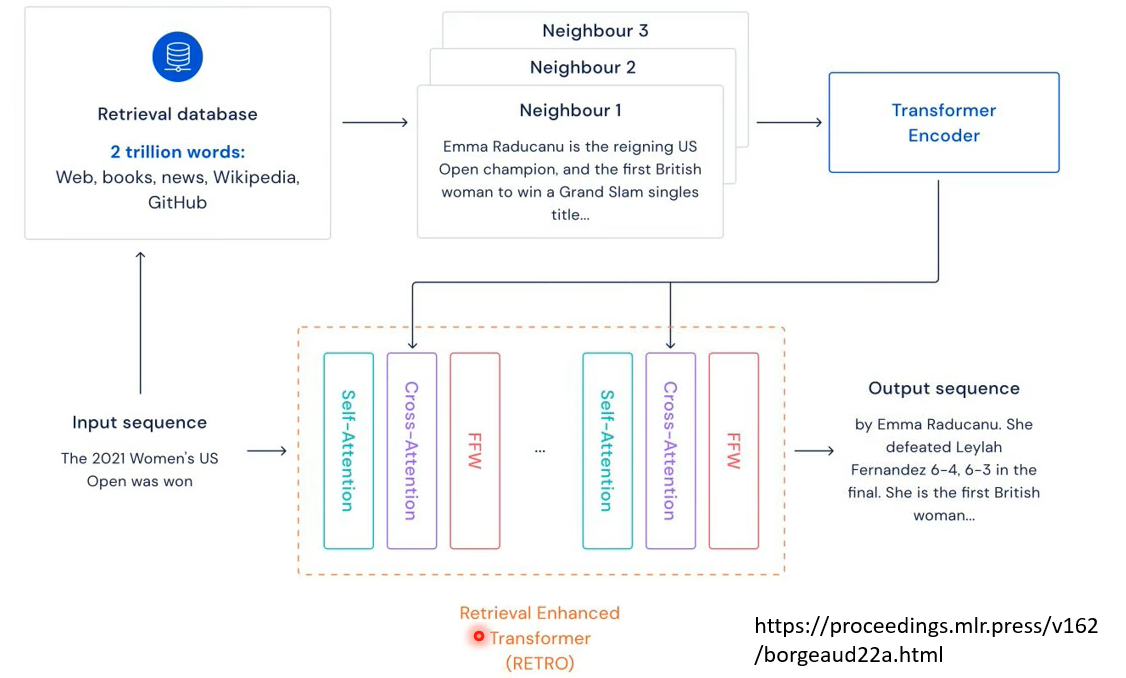 Retrieval database
2 trillion words:
Web, books, news, Wikipedia,
GitHub
Neighbour 3
Neighbour 2
Neighbour 1
Emma Raducanu is the reigning US
Open champion, and the first British
woman to win a Grand Slam singles
title...
Transformer
Encoder
Input sequence
The 2021 Women's US
Open was won
Self-Attention
Cross-Attention
FFW
...
Self-Attention
Cross-Attention
FFW
Output sequence
by Emma Raducanu. She
defeated Leylah
Fernandez 6-4, 6-3 in the
final. She is the first British
woman...
Retrieval Enhanced
Transformer
(RETRO)
https://proceedings.mlr.press/v162
/borgeaud22a.html